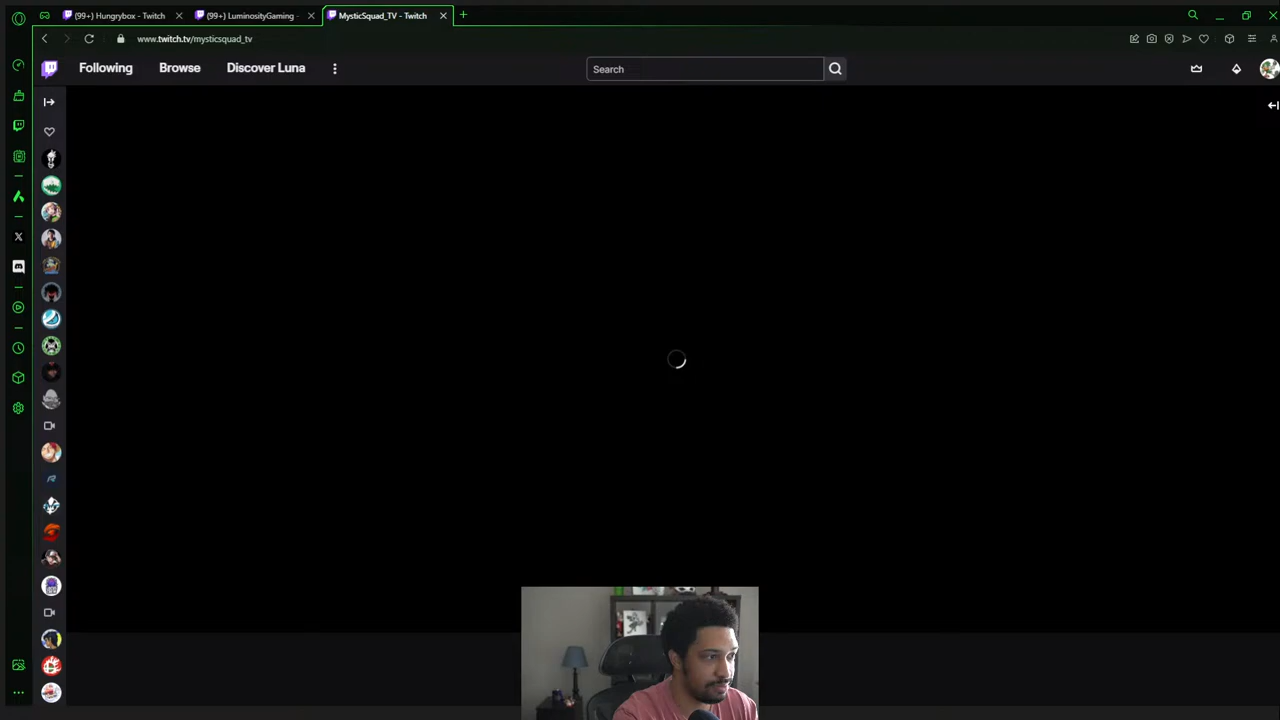 (99+) Hungrybox - Twitch
(99+) LuminosityGaming -
MysticSquad_TV - Twitch
www.twitch.tv/mysticsquad_tv
Following
Browse
Discover Luna
Search